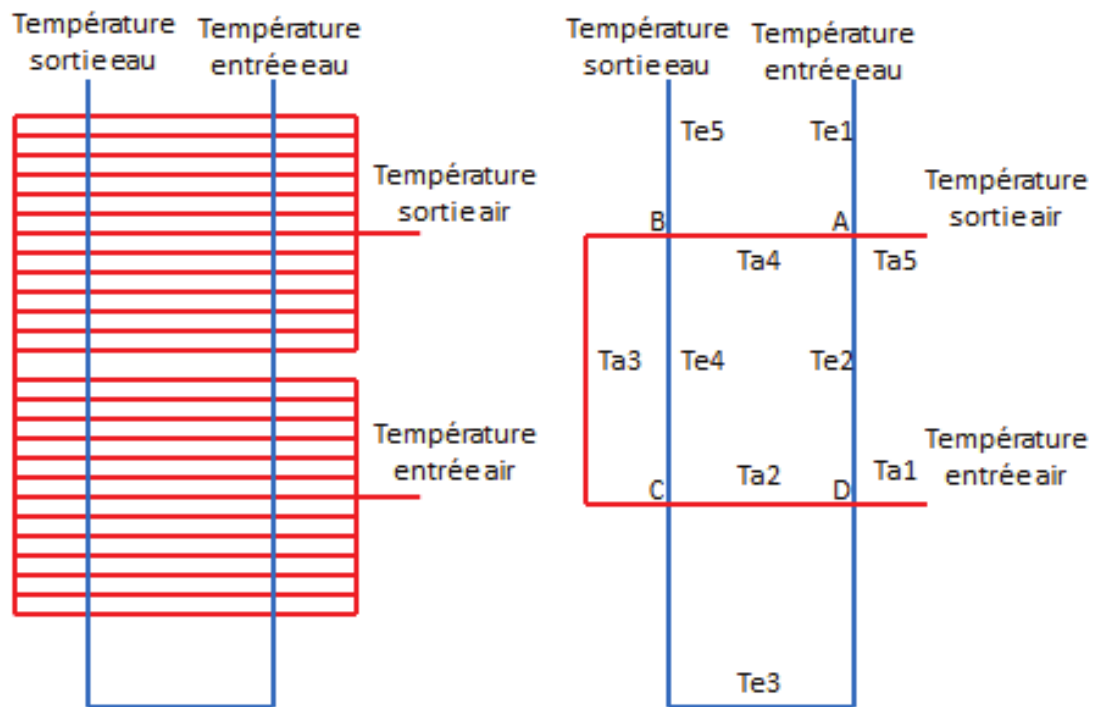 Température
sortie eau
Température
entrée eau
Température
sortie air
Température
entrée air
Température
sortie eau
Température
entrée eau
Te5
Te1
Température
sortie air
B
A
Ta4
Ta5
Ta3
Te4
Te2
Température
entrée air
Ta1
C
Ta2
D
Te3